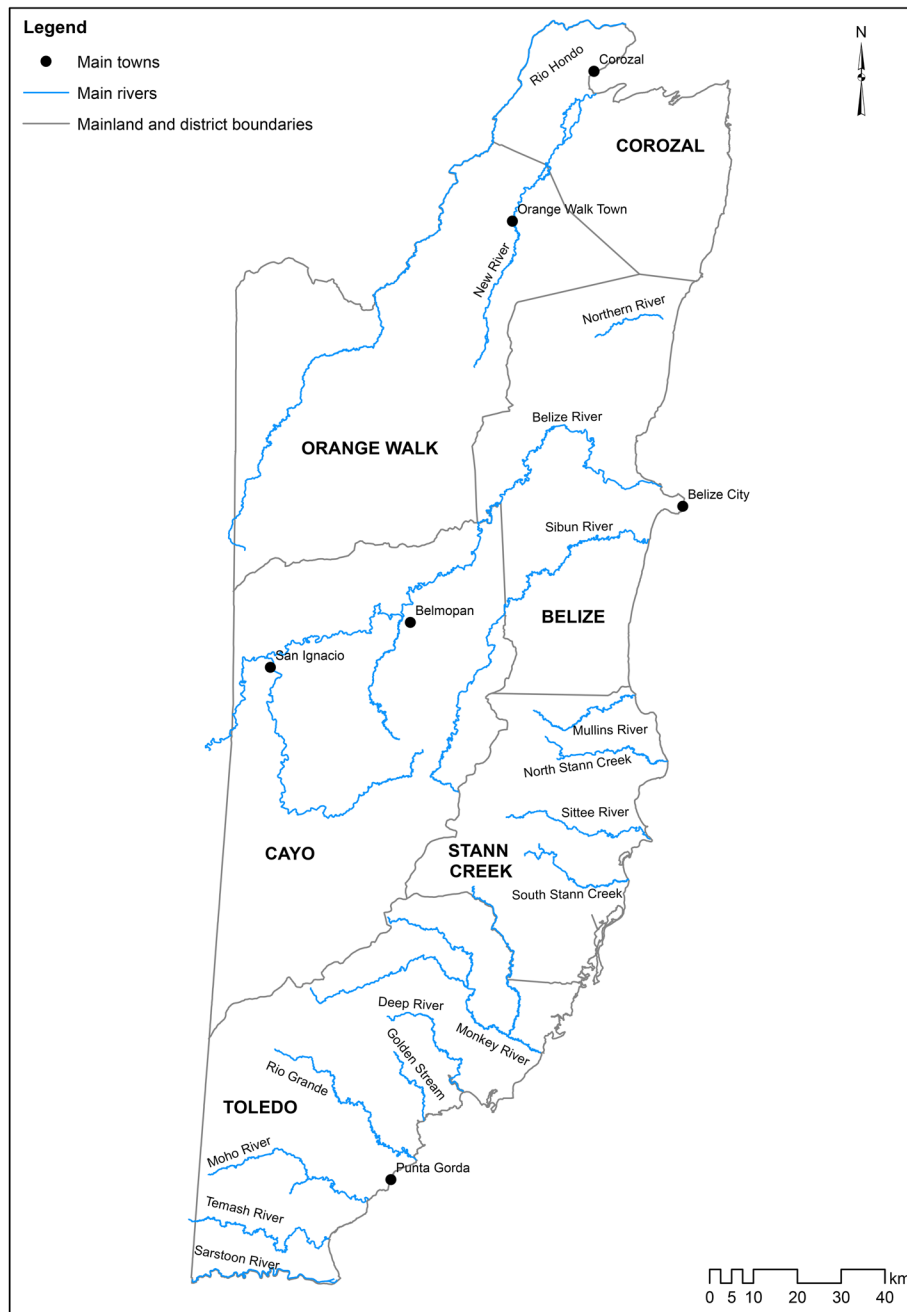 Legend
Main towns
Main rivers
Mainland and district boundaries
N
Rio Hondo
Corozal
COROZAL
Orange Walk Town
New River
Northern River
Belize River
ORANGE WALK
Belize City
Sibun River
Belmopan
BELIZE
San Ignacio
Mullins River
North Stann Creek
Sittee River
CAYO
STANN
CREEK
South Stann Creek
Deep River
Monkey River
Golden Stream
Rio Grande
TOLEDO
Moho River
Punta Gorda
Temash River
Sarstoon River
km
0 5 10 20 30 40